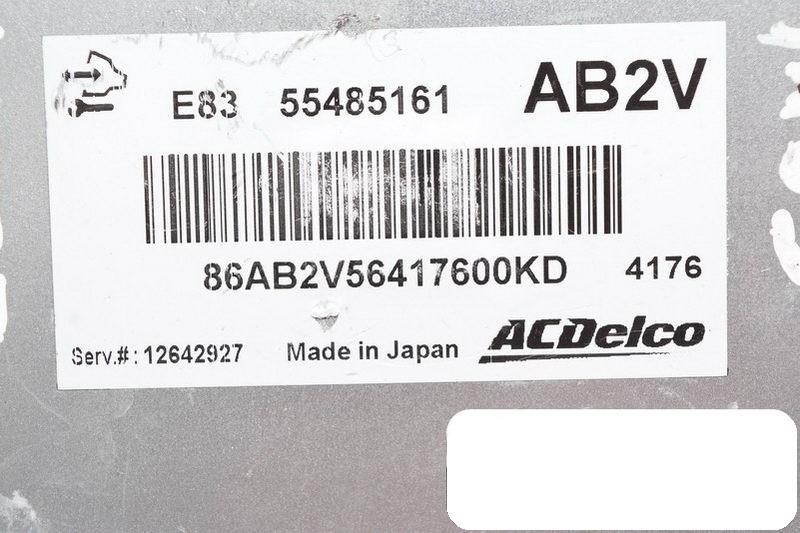 E83 55485161 AB2V
86AB2V56417600KD 4176
Serv.#: 12642927 Made in Japan ACDelco